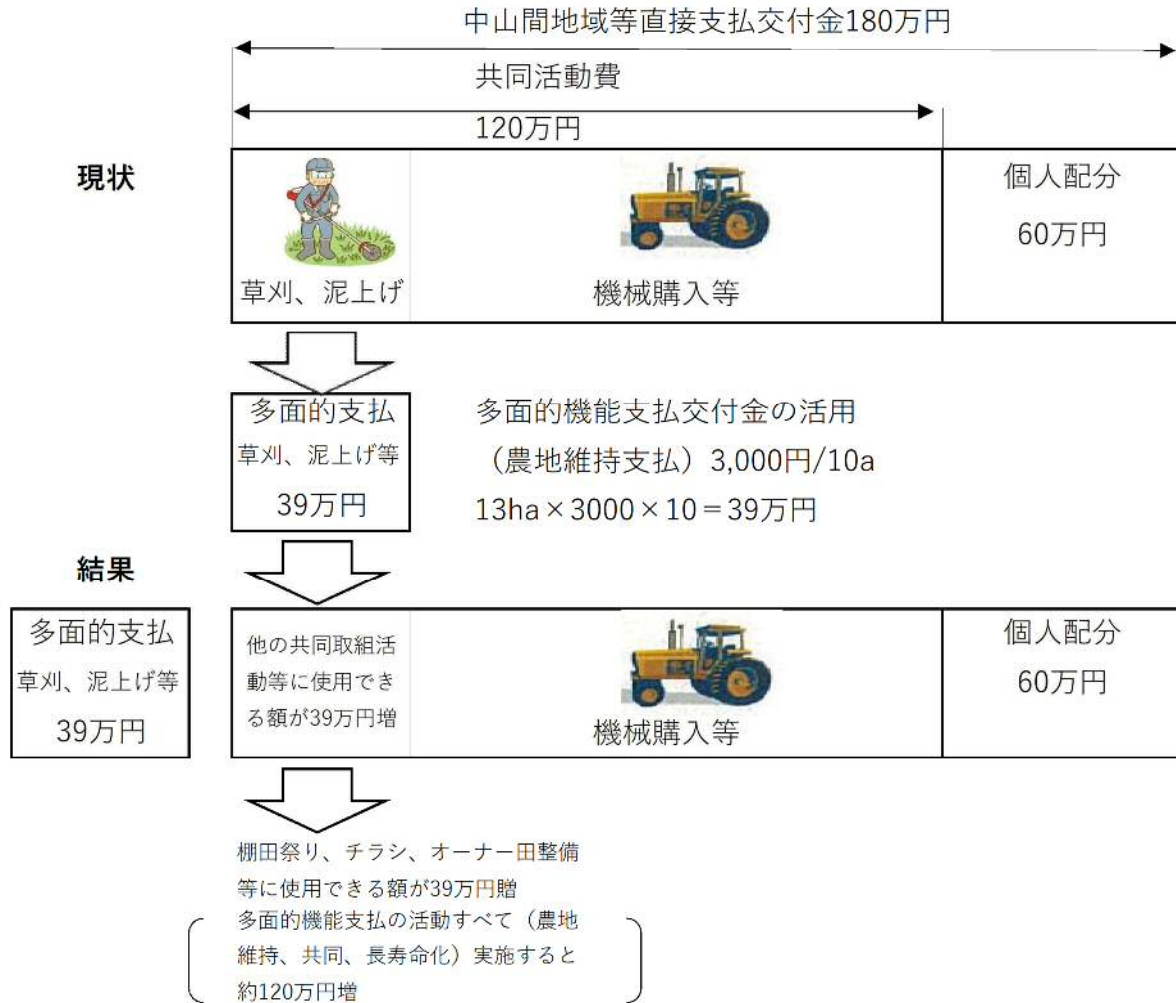 中山間地域等直接支払交付金180万円
共同活動費
120万円
現状
草刈、泥上げ
機械購入等
個人配分
60万円
多面的支払
草刈、泥上げ等
39万円
多面的機能支払交付金の活用
（農地維持支払）3,000円/10a
13ha×3000×10＝39万円
結果
多面的支払
草刈、泥上げ等
39万円
他の共同取組活
動等に使用でき
る額が39万円増
機械購入等
個人配分
60万円
棚田祭り、チラシ、オーナー田整備
等に使用できる額が39万円贈
多面的機能支払の活動すべて（農地
維持、共同、長寿命化）実施すると
約120万円増